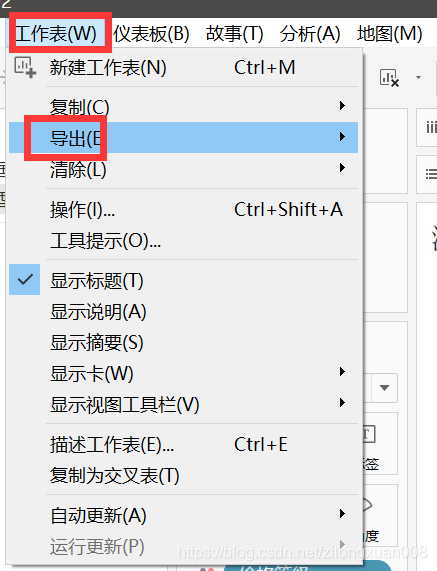 工作表(W) 仪表板(B) 故事(T) 分析(A) 地图(M)
新建工作表(N) Ctrl+M
复制(C)
导出(E
清除(L)
操作(I)... Ctrl+Shift+A
工具提示(O)...
显示标题(T)
显示说明(A)
显示摘要(S)
显示卡(W)
显示视图工具栏(V)
描述工作表(E)... Ctrl+E
复制为交叉表(T)
标签
自动更新(A)
运行更新(P)
https://blog.csdn.net/zilongxuan008